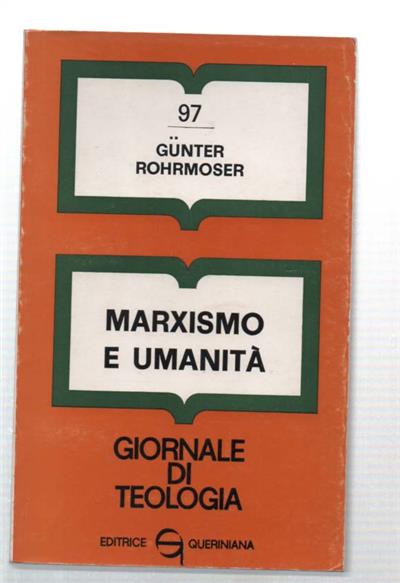 97
GÜNTER
ROHRMOSER
MARXISMO
E UMANITÀ
GIORNALE
DI
TEOLOGIA
EDITRICE QUERINIANA